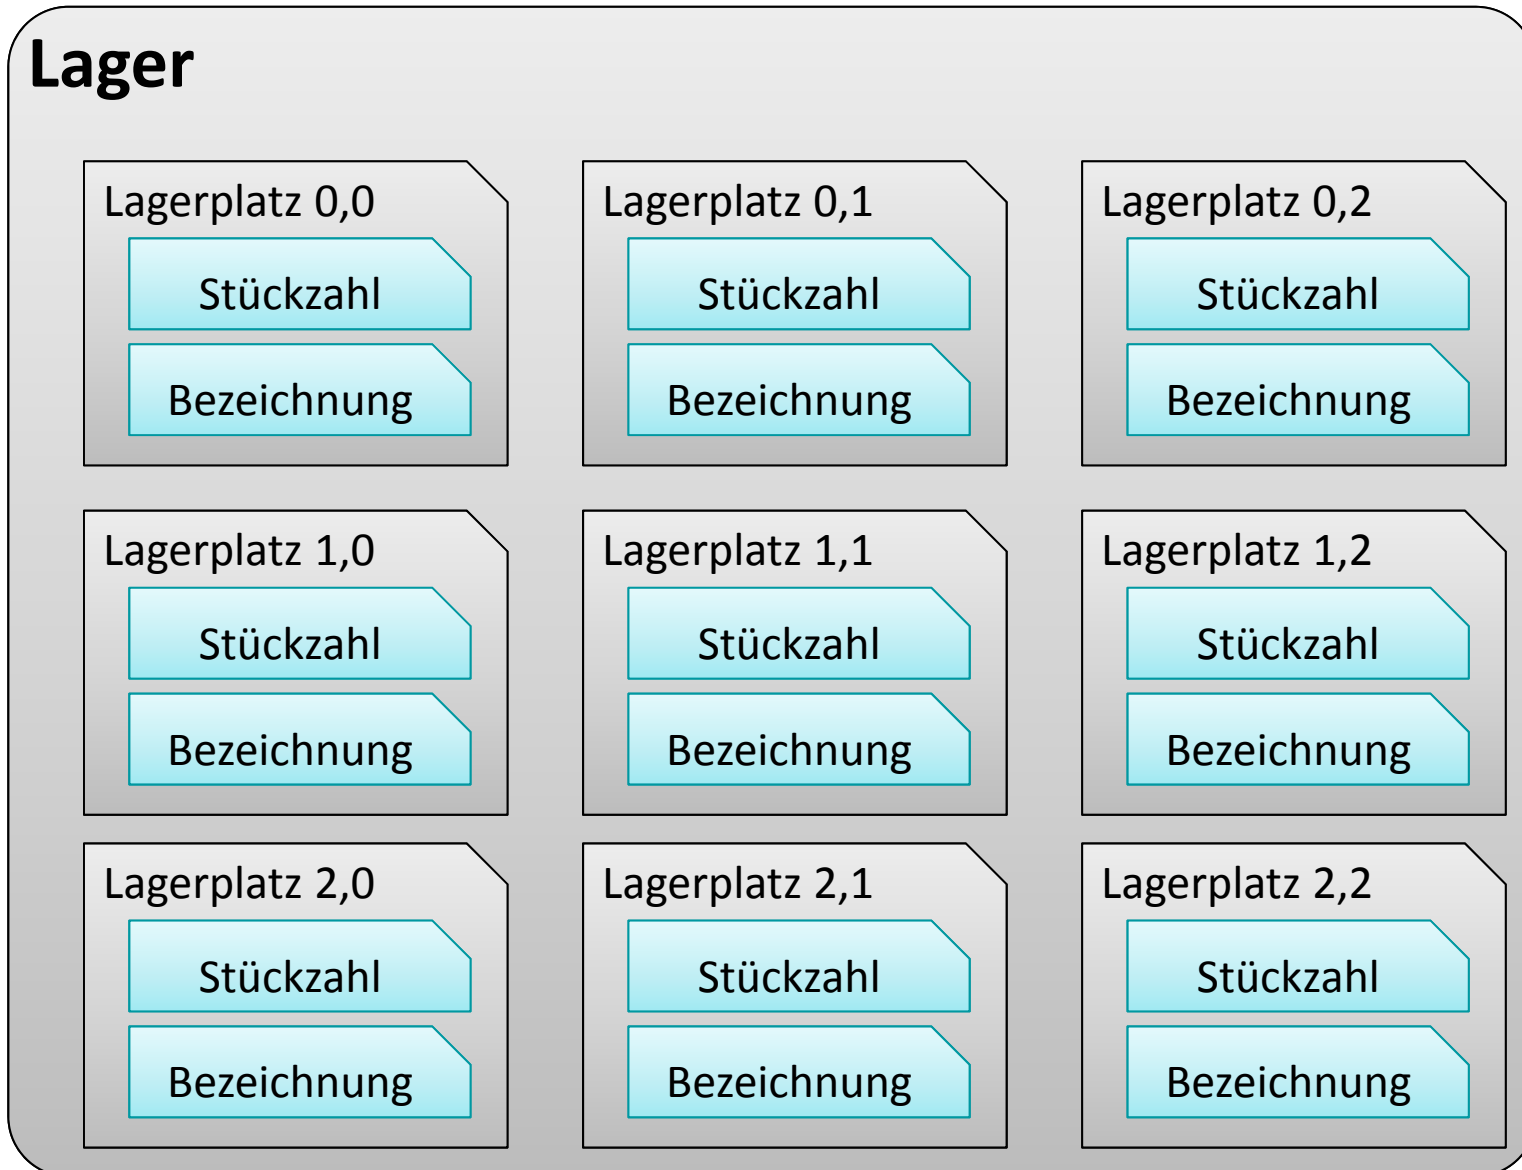 Lager
Lagerplatz 0,0
Stückzahl
Bezeichnung
Lagerplatz 0,1
Stückzahl
Bezeichnung
Lagerplatz 0,2
Stückzahl
Bezeichnung
Lagerplatz 1,0
Stückzahl
Bezeichnung
Lagerplatz 1,1
Stückzahl
Bezeichnung
Lagerplatz 1,2
Stückzahl
Bezeichnung
Lagerplatz 2,0
Stückzahl
Bezeichnung
Lagerplatz 2,1
Stückzahl
Bezeichnung
Lagerplatz 2,2
Stückzahl
Bezeichnung